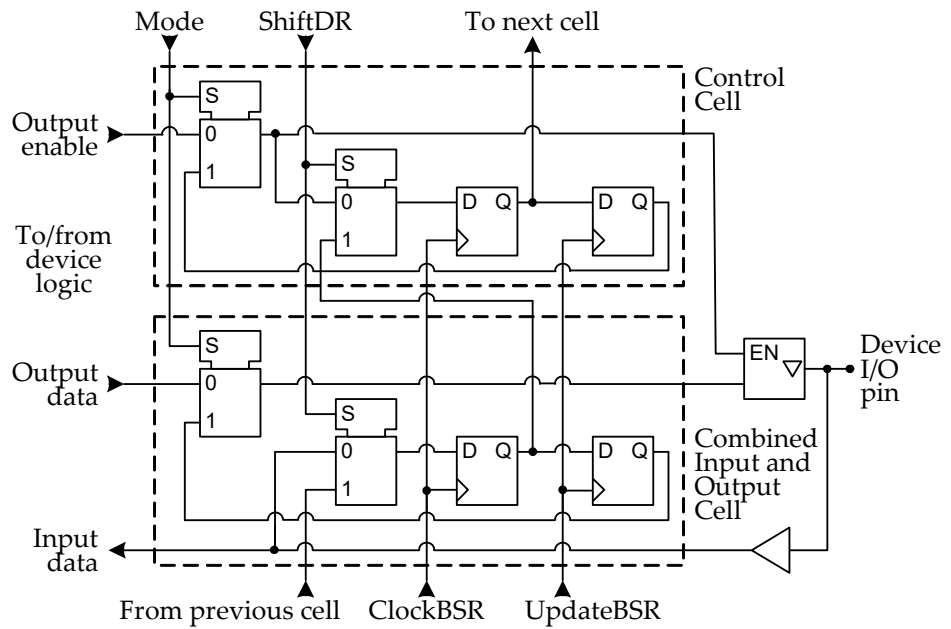 Mode
ShiftDR
To next cell
Control
Cell
S
Output
enable
0
1
S
0
1
D Q
D Q
To/from
device
logic
S
EN
Device
I/O
pin
Output
data
0
1
S
0
1
D Q
D Q
Combined
Input and
Output
Cell
Input
data
From previous cell
ClockBSR
UpdateBSR